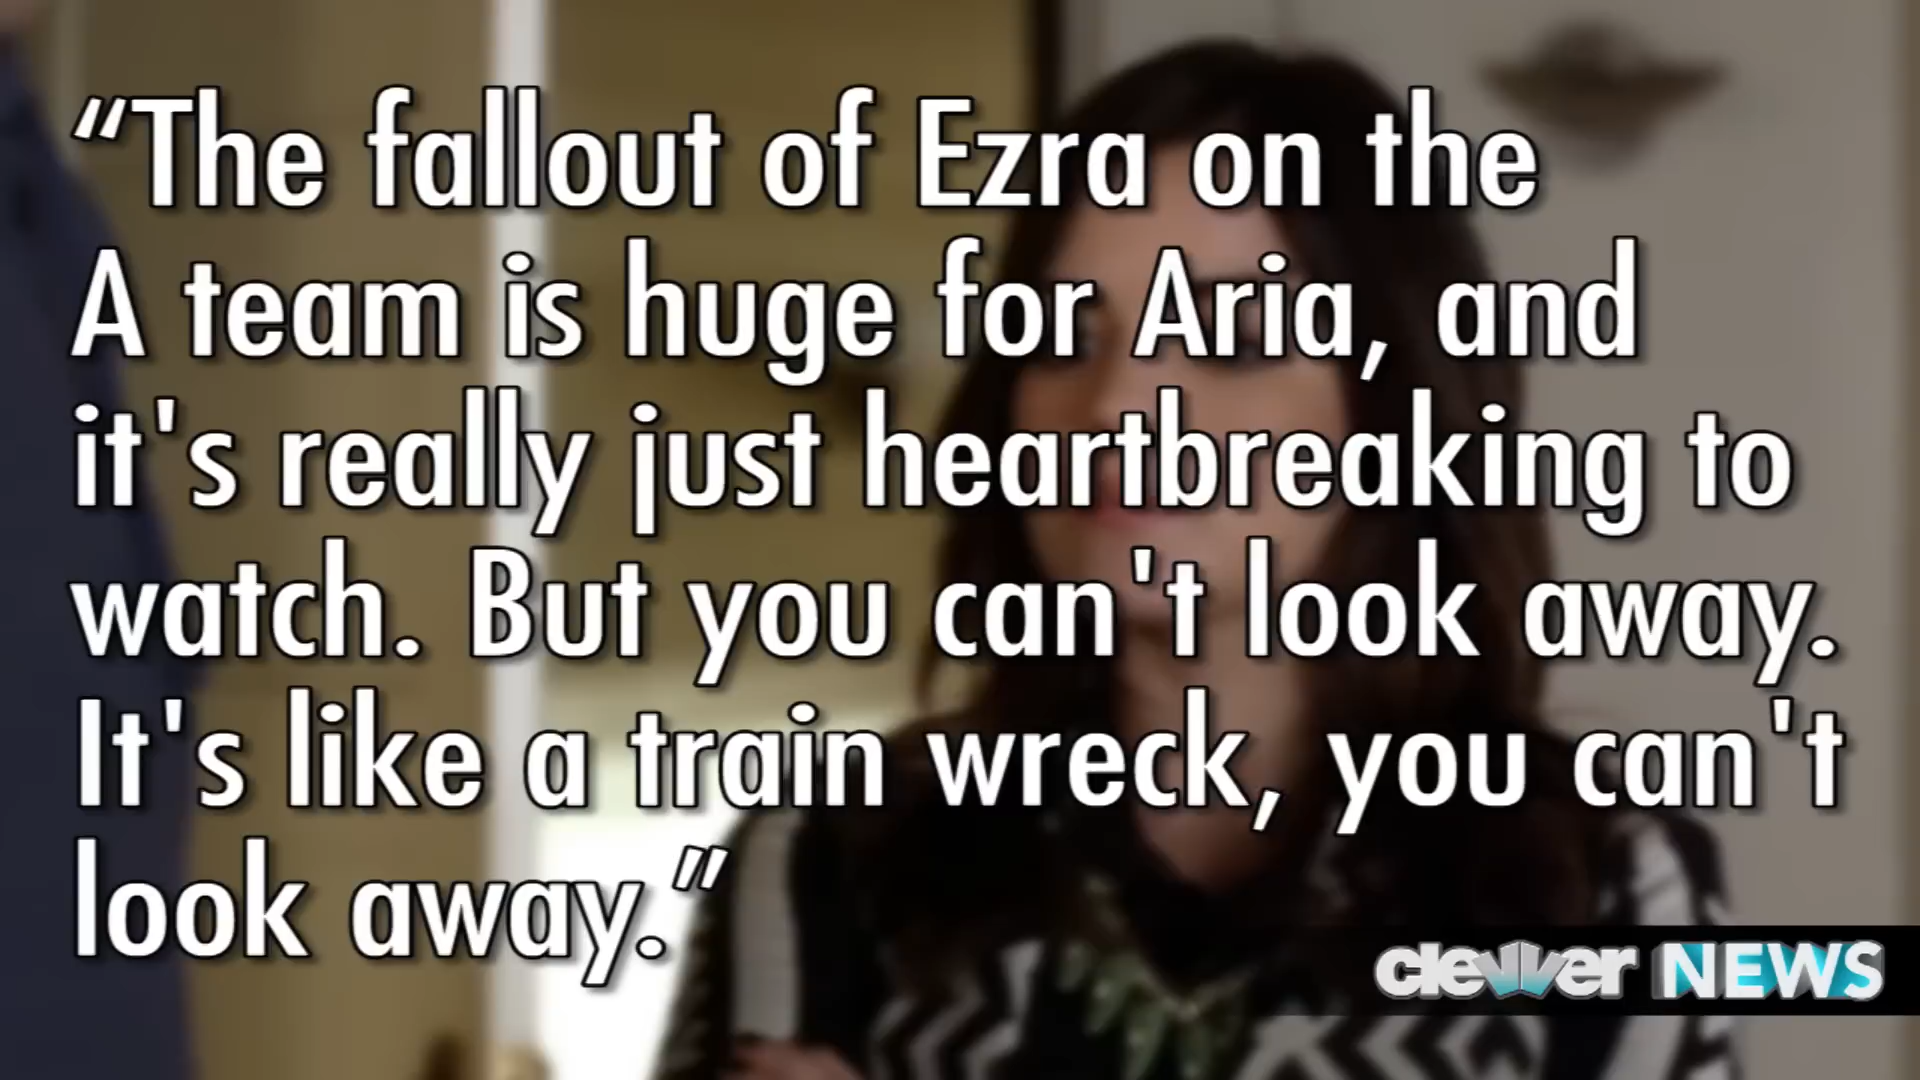 “The fallout of Ezra on the
A team is huge for Aria, and
it's really just heartbreaking to
watch. But you can't look away.
It's like a train wreck, you can't
look away.”
clevver NEWS